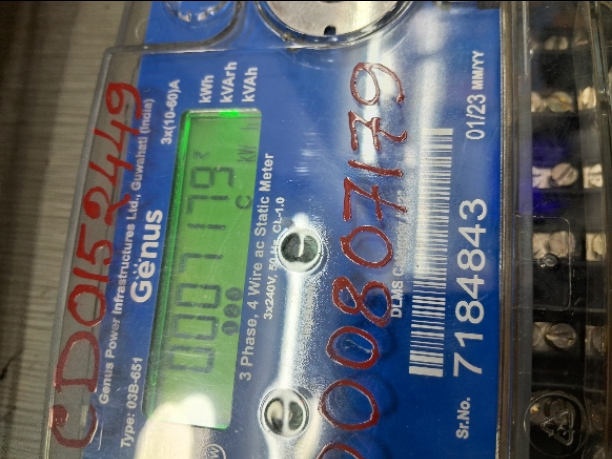 CD0152449
Genus Power Infrastructures Ltd., Guwahati (India)
Type: 03B-651
Genus
3x(10-60)A
kWh
kVArh
kVAh
0007179
kW h
C
3 Phase, 4 Wire ac Static Meter
3x240V, 50 Hz, CL-1.0
00807179
DLMS
Sr.No. 7184843 01/23 MM/YY